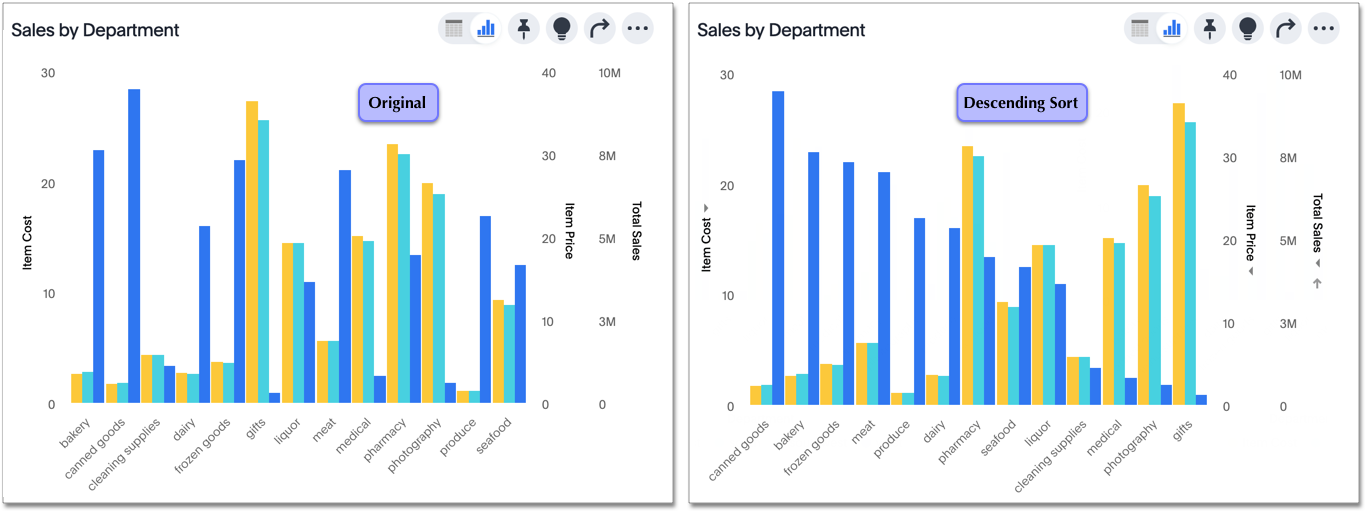 Sales by Department
Original
30
20
10
0
Item Cost
40
30
20
10
0
Item Price
10M
8M
5M
3M
0
Total Sales
bakery
canned goods
cleaning supplies
dairy
frozen goods
gifts
liquor
meat
medical
pharmacy
photography
produce
seafood
Sales by Department
Descending Sort
30
20
10
0
Item Cost
40
30
20
10
0
Item Price
10M
8M
5M
3M
0
Total Sales
canned goods
bakery
frozen goods
meat
produce
dairy
pharmacy
seafood
liquor
cleaning supplies
medical
photography
gifts